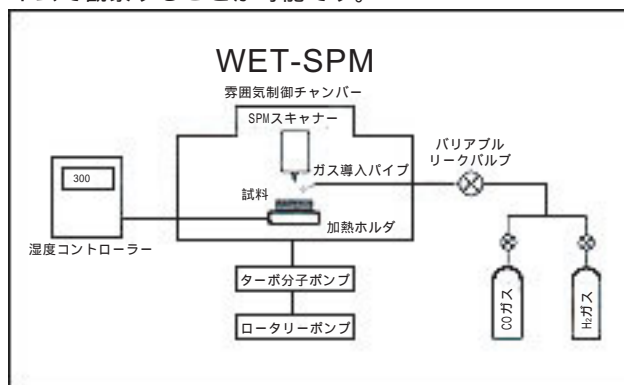 WET-SPM
雰囲気制御チャンバー
SPMスキャナー
ガス導入パイプ
バリアブル
リークバルブ
300
試料
加熱ホルダ
湿度コントローラー
ターボ分子ポンプ
ロータリーポンプ
COガス
H₂ガス